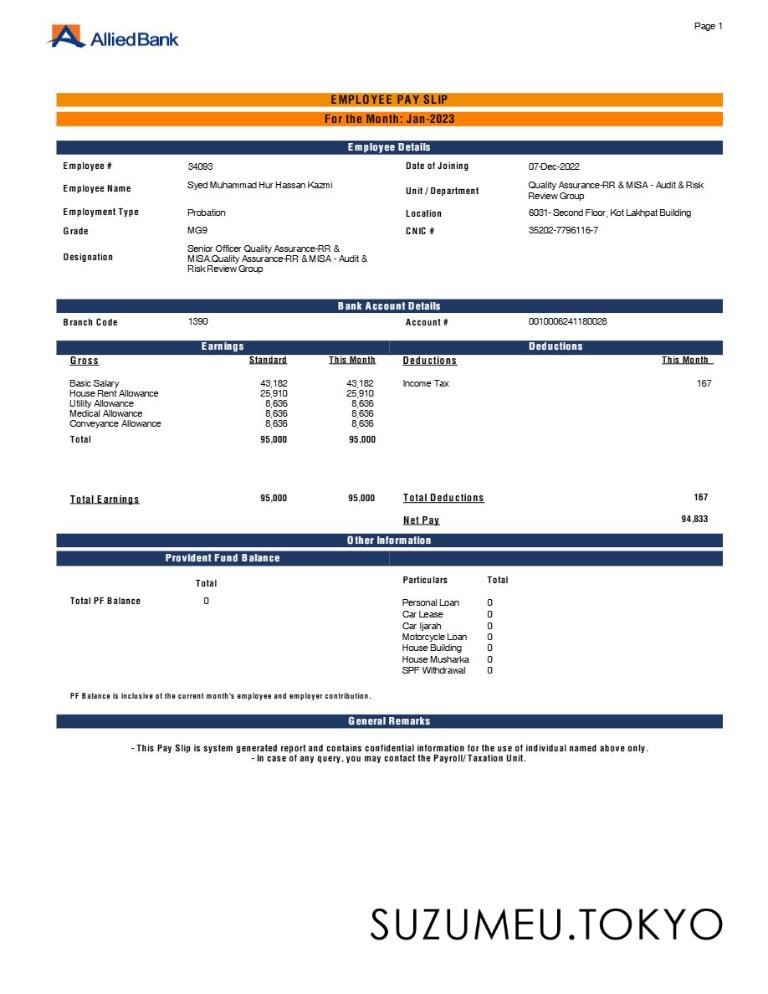 Page 1
AlliedBank
EMPLOYEE PAY SLIP
For the Month: Jan-2023
Employee Details
Employee # 34093 Date of Joining 07-Dec-2022
Employee Name Syed Muhammad Hur Hassan Kazmi Unit / Department Quality Assurance-RR & MISA - Audit & Risk
Review Group
Employment Type Probation Location 6031- Second Floor, Kot Lakhpat Building
Grade MG9 CNIC # 35202-7796116-7
Designation Senior Officer Quality Assurance-RR &
MISA.Quality Assurance-RR & MISA - Audit &
Risk Review Group
Bank Account Details
Branch Code 1390 Account # 0010006241180028
Earnings Deductions
Gross Standard This Month Deductions This Month
Basic Salary 43,182 43,182 Income Tax 167
House Rent Allowance 25,910 25,910
Utility Allowance 8,636 8,636
Medical Allowance 8,636 8,636
Conveyance Allowance 8,636 8,636
Total 95,000 95,000
Total Earnings 95,000 95,000 Total Deductions 167
Net Pay 94,833
Other Information
Provident Fund Balance
Total Particulars Total
Total PF Balance 0 Personal Loan 0
Car Lease 0
Car Ijarah 0
Motorcycle Loan 0
House Building 0
House Musharka 0
SPF Withdrawal 0
PF Balance is inclusive of the current month's employee and employer contribution.
General Remarks
- This Pay Slip is system generated report and contains confidential information for the use of individual named above only.
- In case of any query, you may contact the Payroll/ Taxation Unit.
SUZUMEU.TOKYO